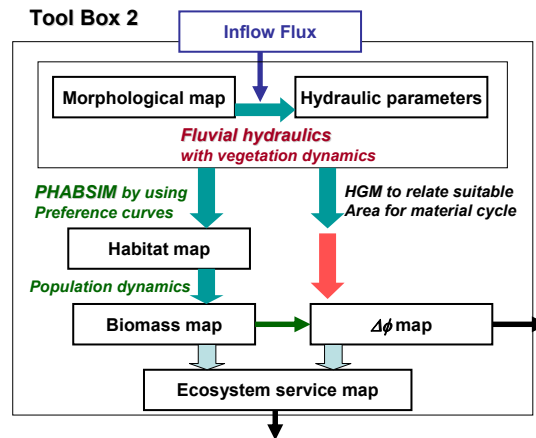 Tool Box 2
Inflow Flux
Morphological map
Hydraulic parameters
Fluvial hydraulics
with vegetation dynamics
PHABSIM by using
Preference curves
HGM to relate suitable
Area for material cycle
Habitat map
Population dynamics
Biomass map
Δϕ map
Ecosystem service map